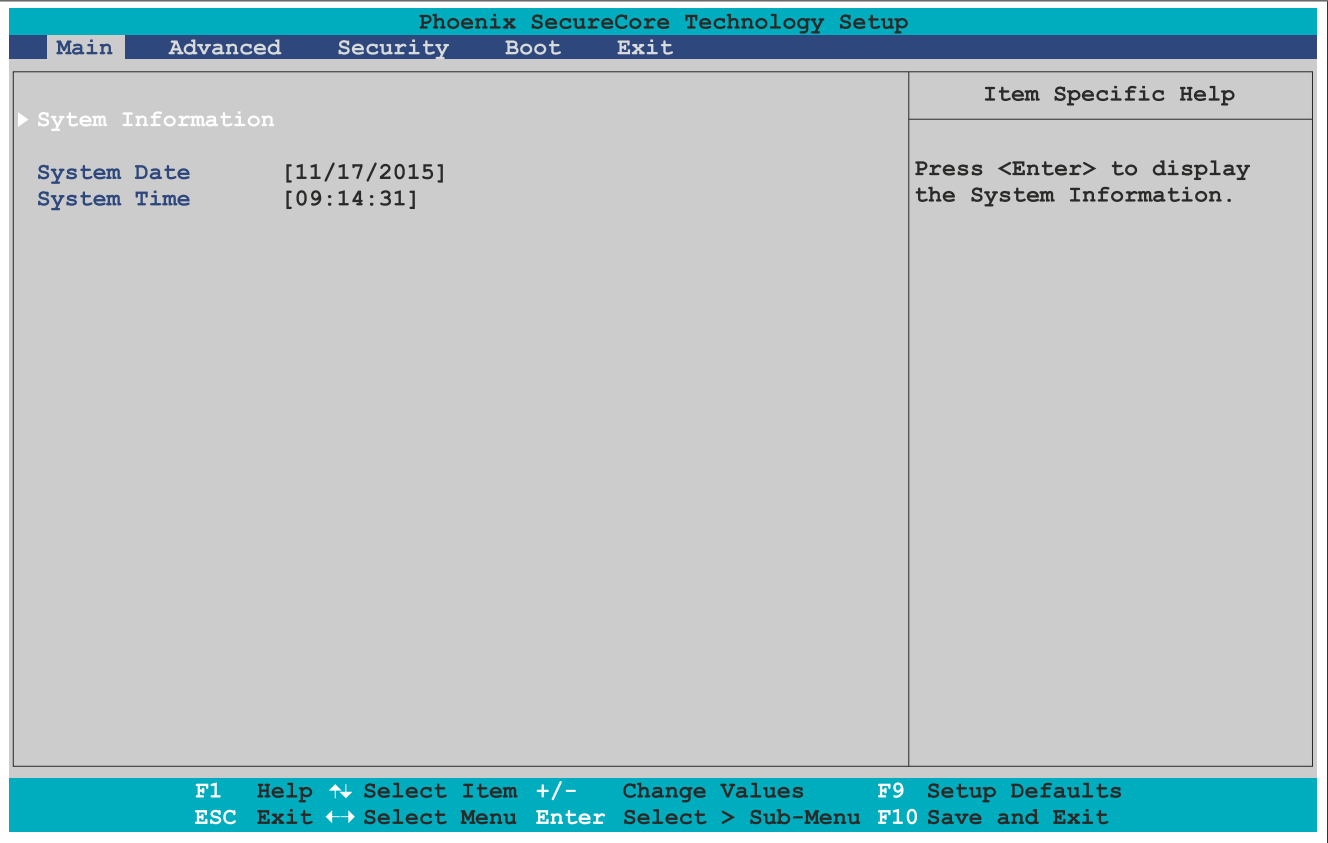 Phoenix SecureCore Technology Setup
Main Advanced Security Boot Exit
Sytem Information
System Date [11/17/2015]
System Time [09:14:31]
Item Specific Help
Press <Enter> to display
the System Information.
F1 Help ↑↓ Select Item +/- Change Values F9 Setup Defaults
ESC Exit ←→ Select Menu Enter Select > Sub-Menu F10 Save and Exit